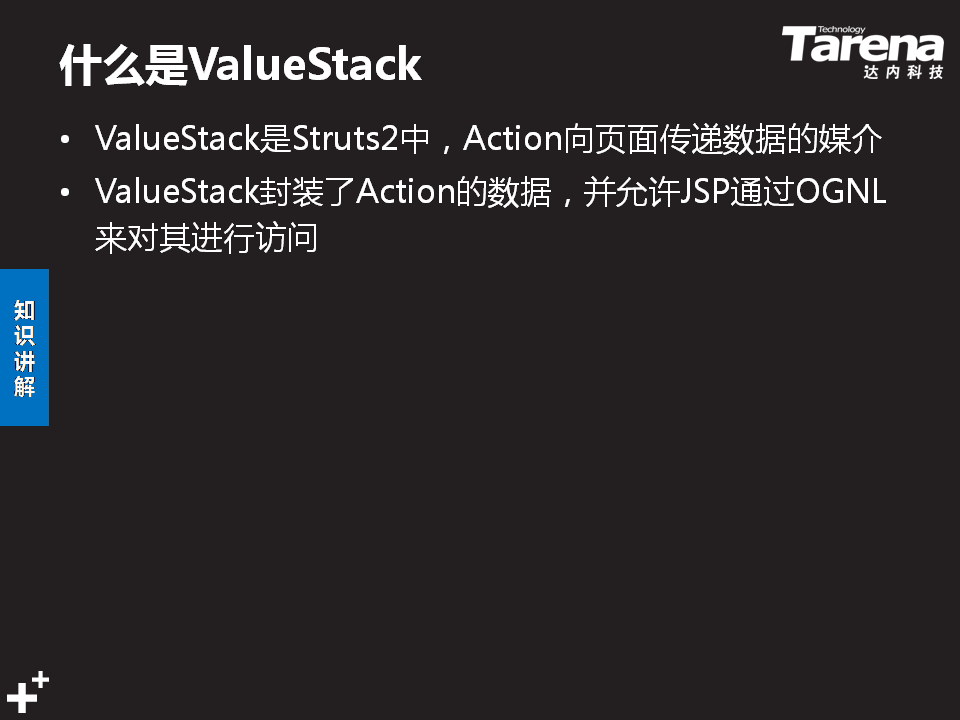 什么是ValueStack
Technology
Tarena
达内科技
• ValueStack是Struts2中，Action向页面传递数据的媒介
• ValueStack封装了Action的数据，并允许JSP通过OGNL
来对其进行访问
知
识
讲
解